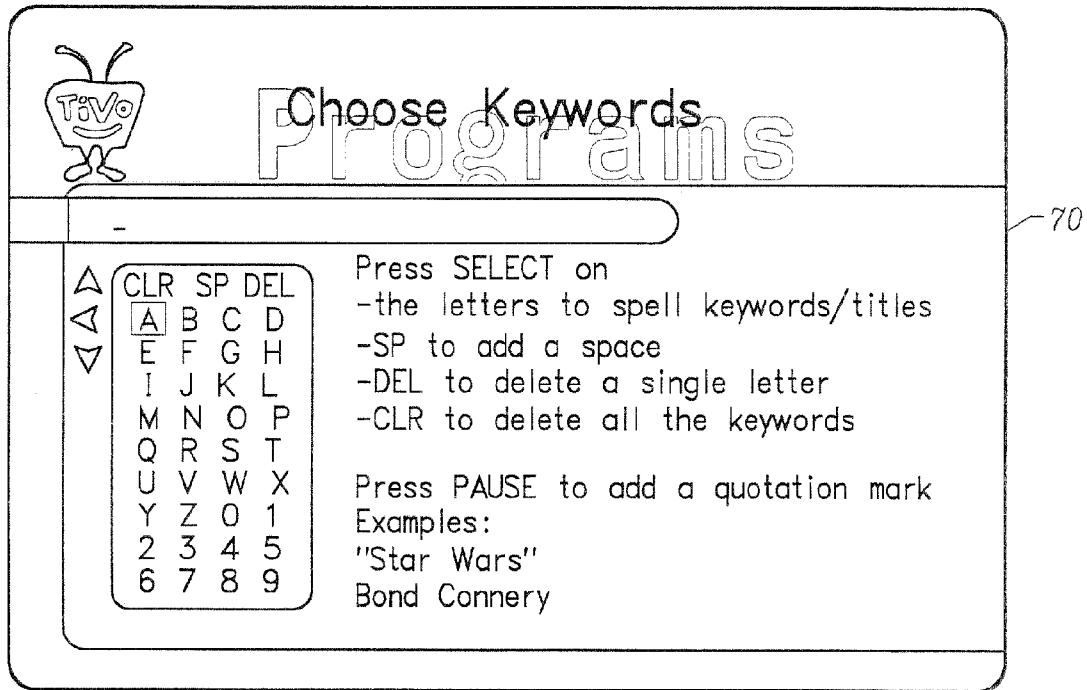 TiVo
Choose Keywords
Programs
70
-
CLR SP DEL
A B C D
E F G H
I J K L
M N O P
Q R S T
U V W X
Y Z 0 1
2 3 4 5
6 7 8 9
Press SELECT on
-the letters to spell keywords/titles
-SP to add a space
-DEL to delete a single letter
-CLR to delete all the keywords
Press PAUSE to add a quotation mark
Examples:
"Star Wars"
Bond Connery